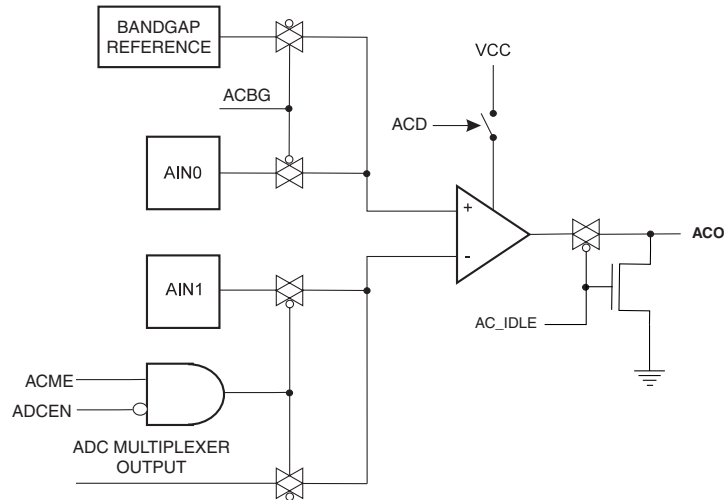 BANDGAP
REFERENCE
VCC
ACBG
ACD
AIN0
+
-
ACO
AIN1
AC_IDLE
ACME
ADCEN
ADC MULTIPLEXER
OUTPUT